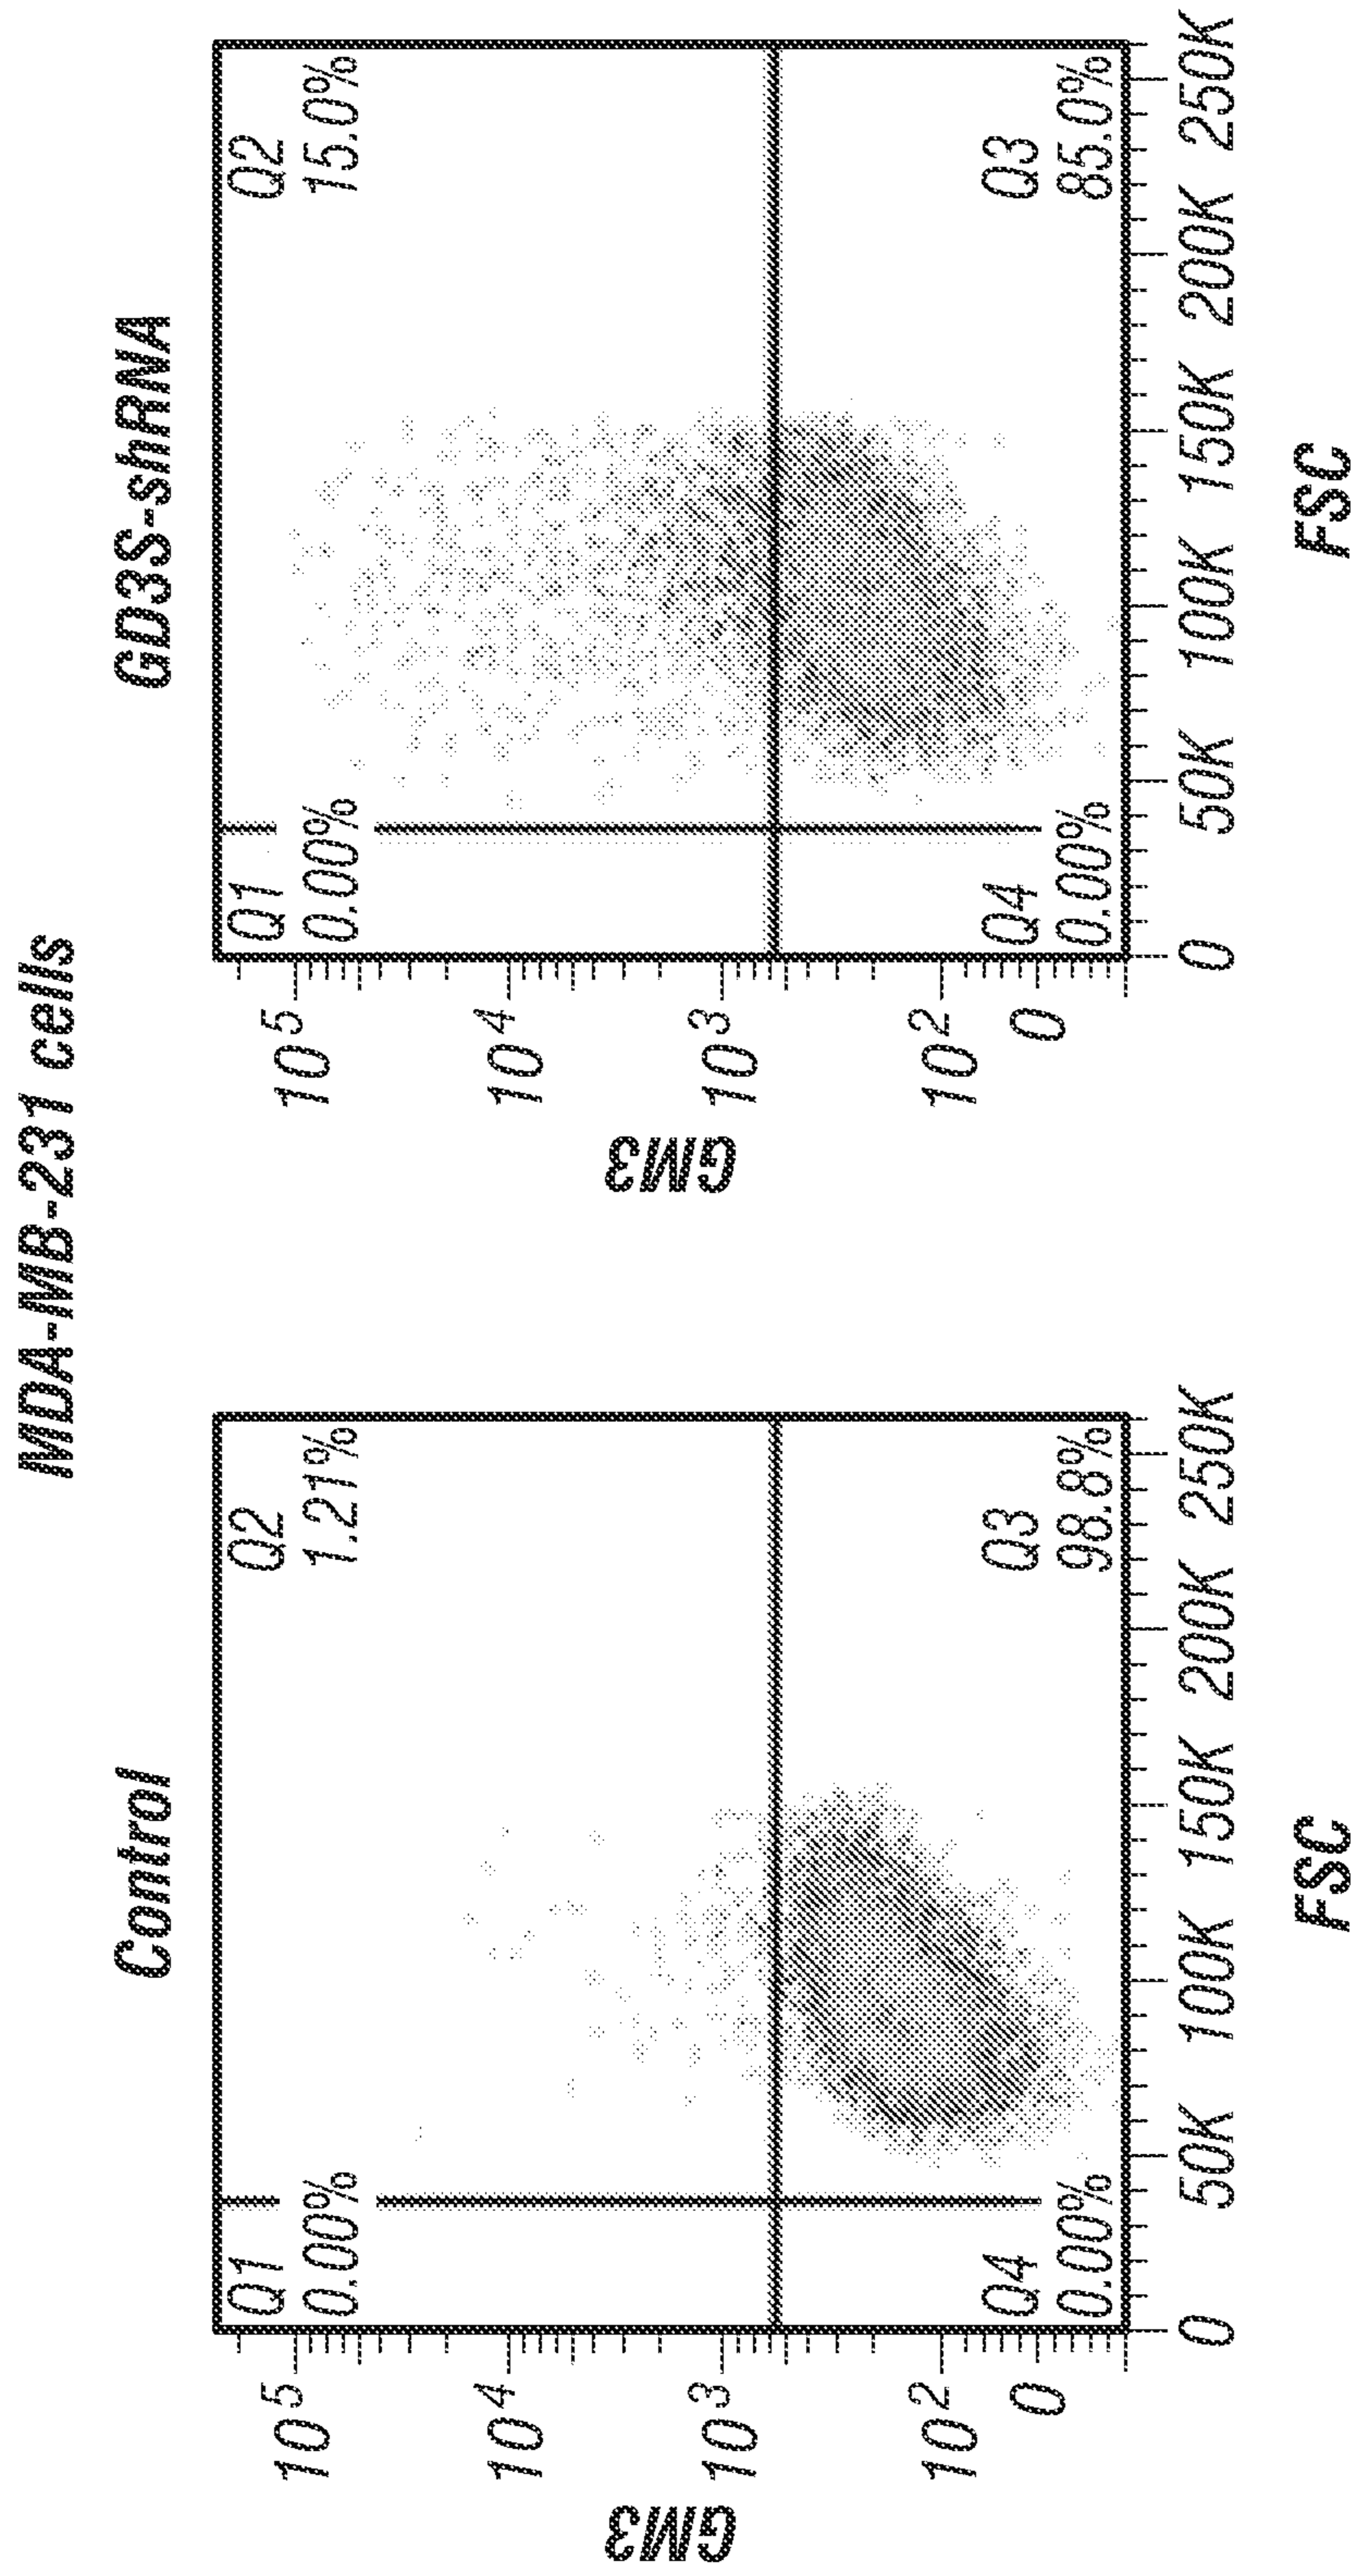 MDA-MB-231 cells
Control
GM3
10^5
10^4
10^3
10^2
0
Q1
0.00%
Q2
1.21%
Q4
0.00%
Q3
98.8%
0 50K 100K 150K 200K 250K
FSC
GD3S-shRNA
GM3
10^5
10^4
10^3
10^2
0
Q1
0.00%
Q2
15.0%
Q4
0.00%
Q3
85.0%
0 50K 100K 150K 200K 250K
FSC